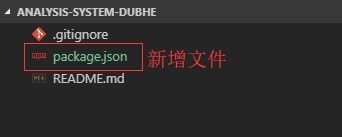 ANALYSIS-SYSTEM-DUBHE
.gitignore
package.json 新增文件
README.md